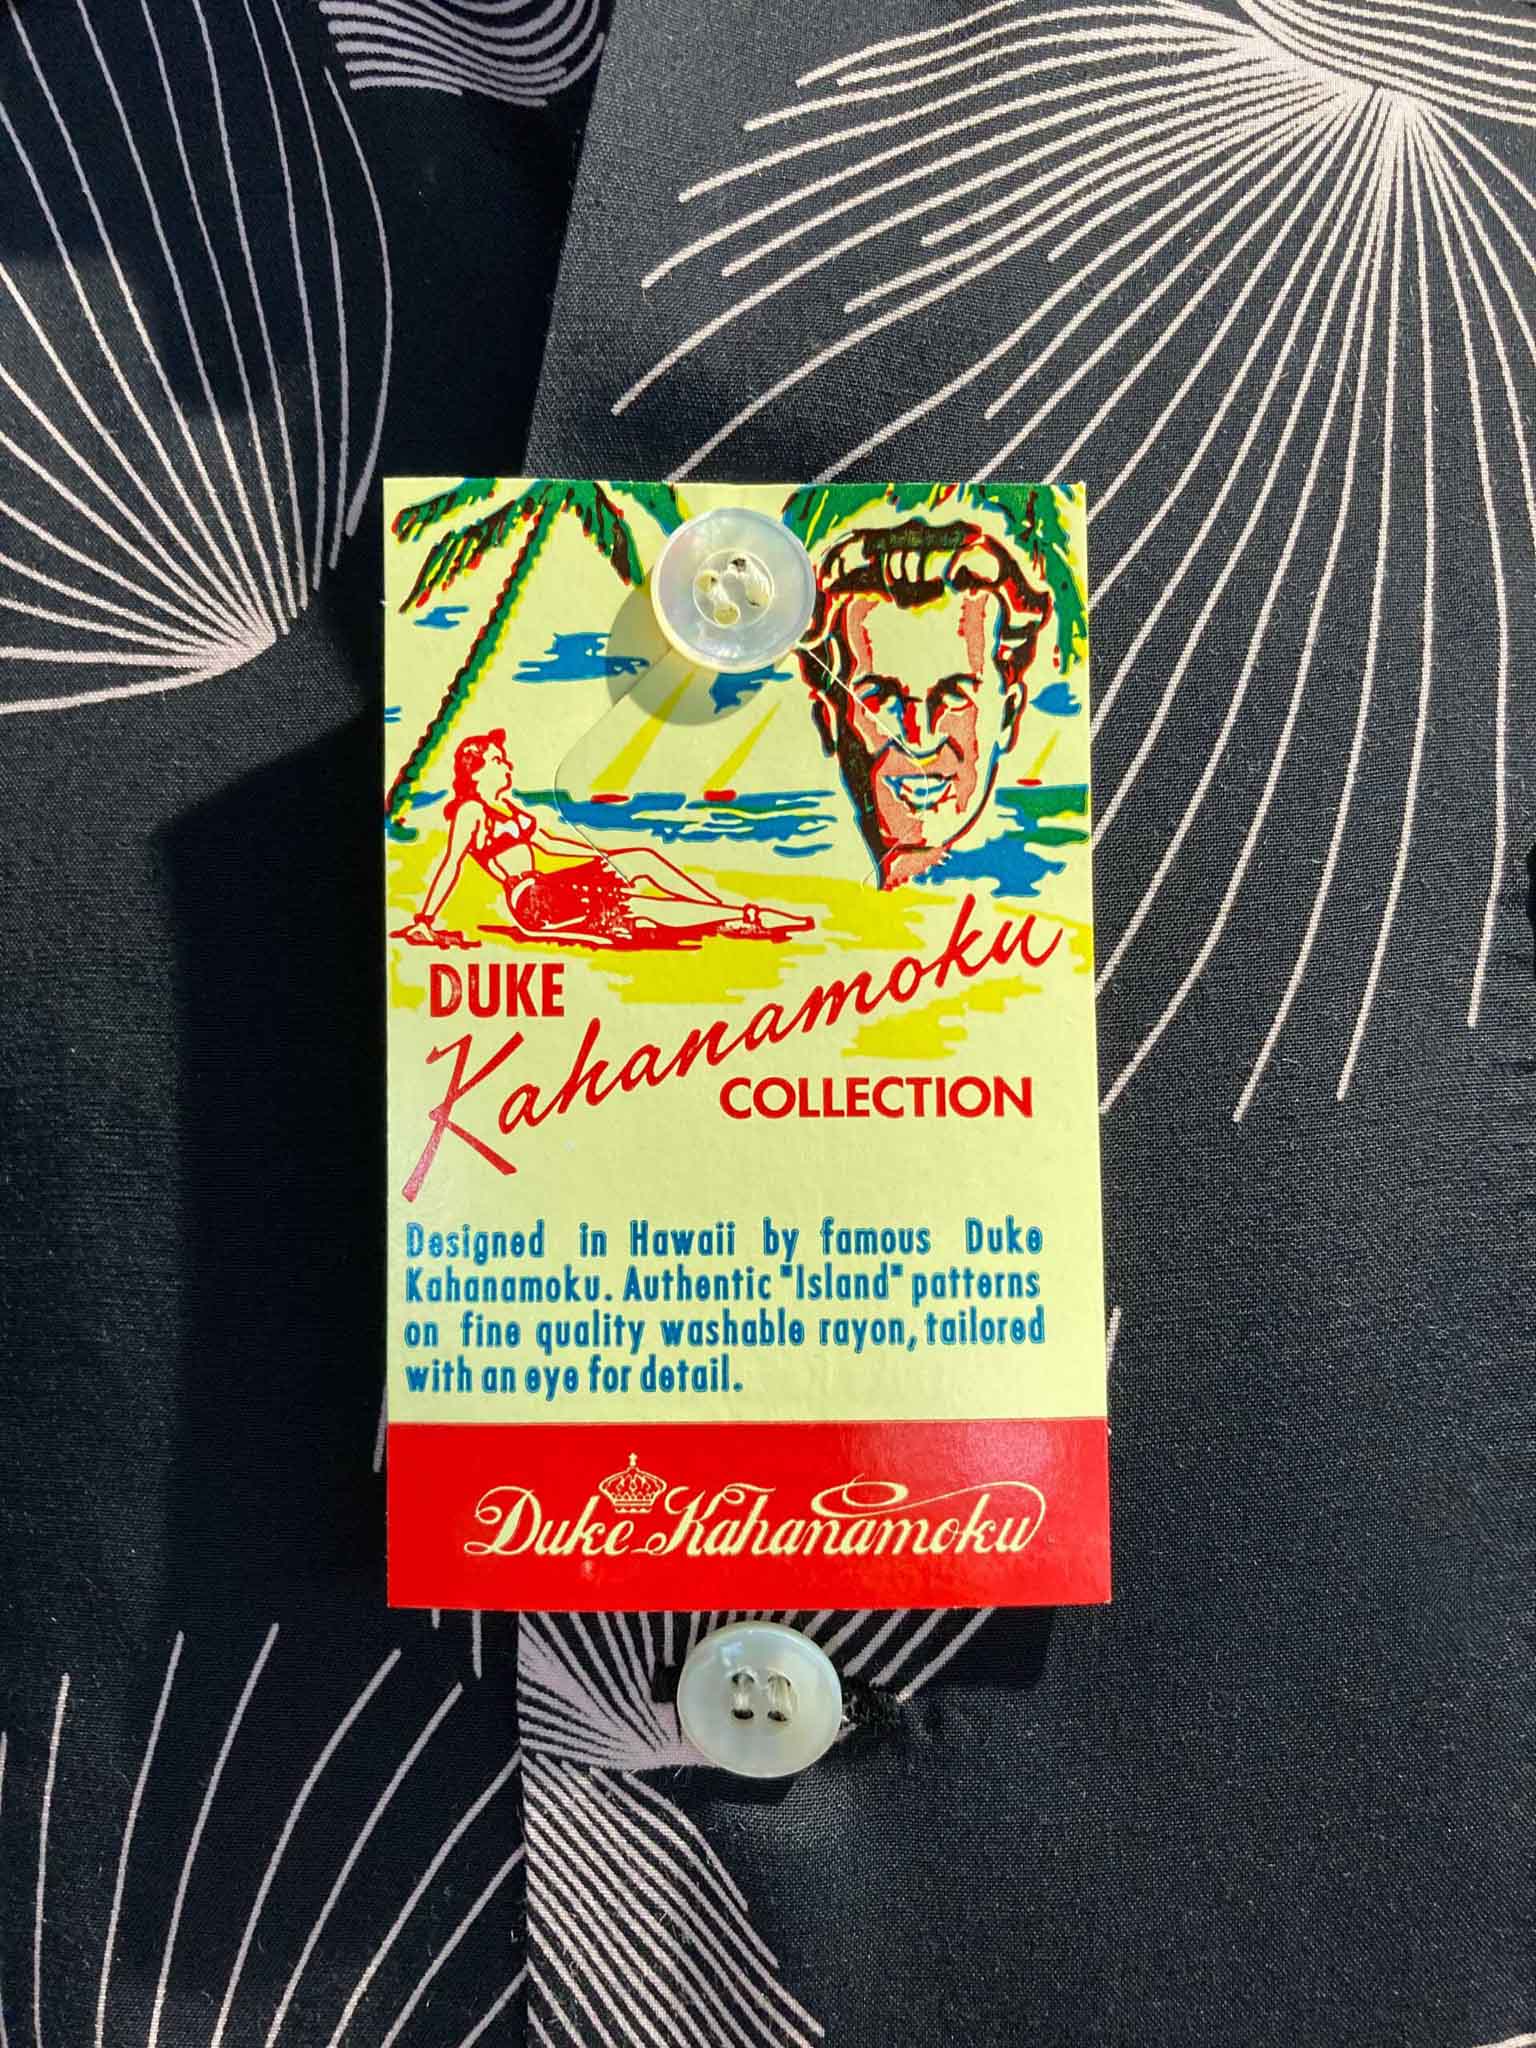 DUKE
Kahanamoku
COLLECTION
Designed in Hawaii by famous Duke
Kahanamoku. Authentic "Island" patterns
on fine quality washable rayon, tailored
with an eye for detail.
Duke Kahanamoku